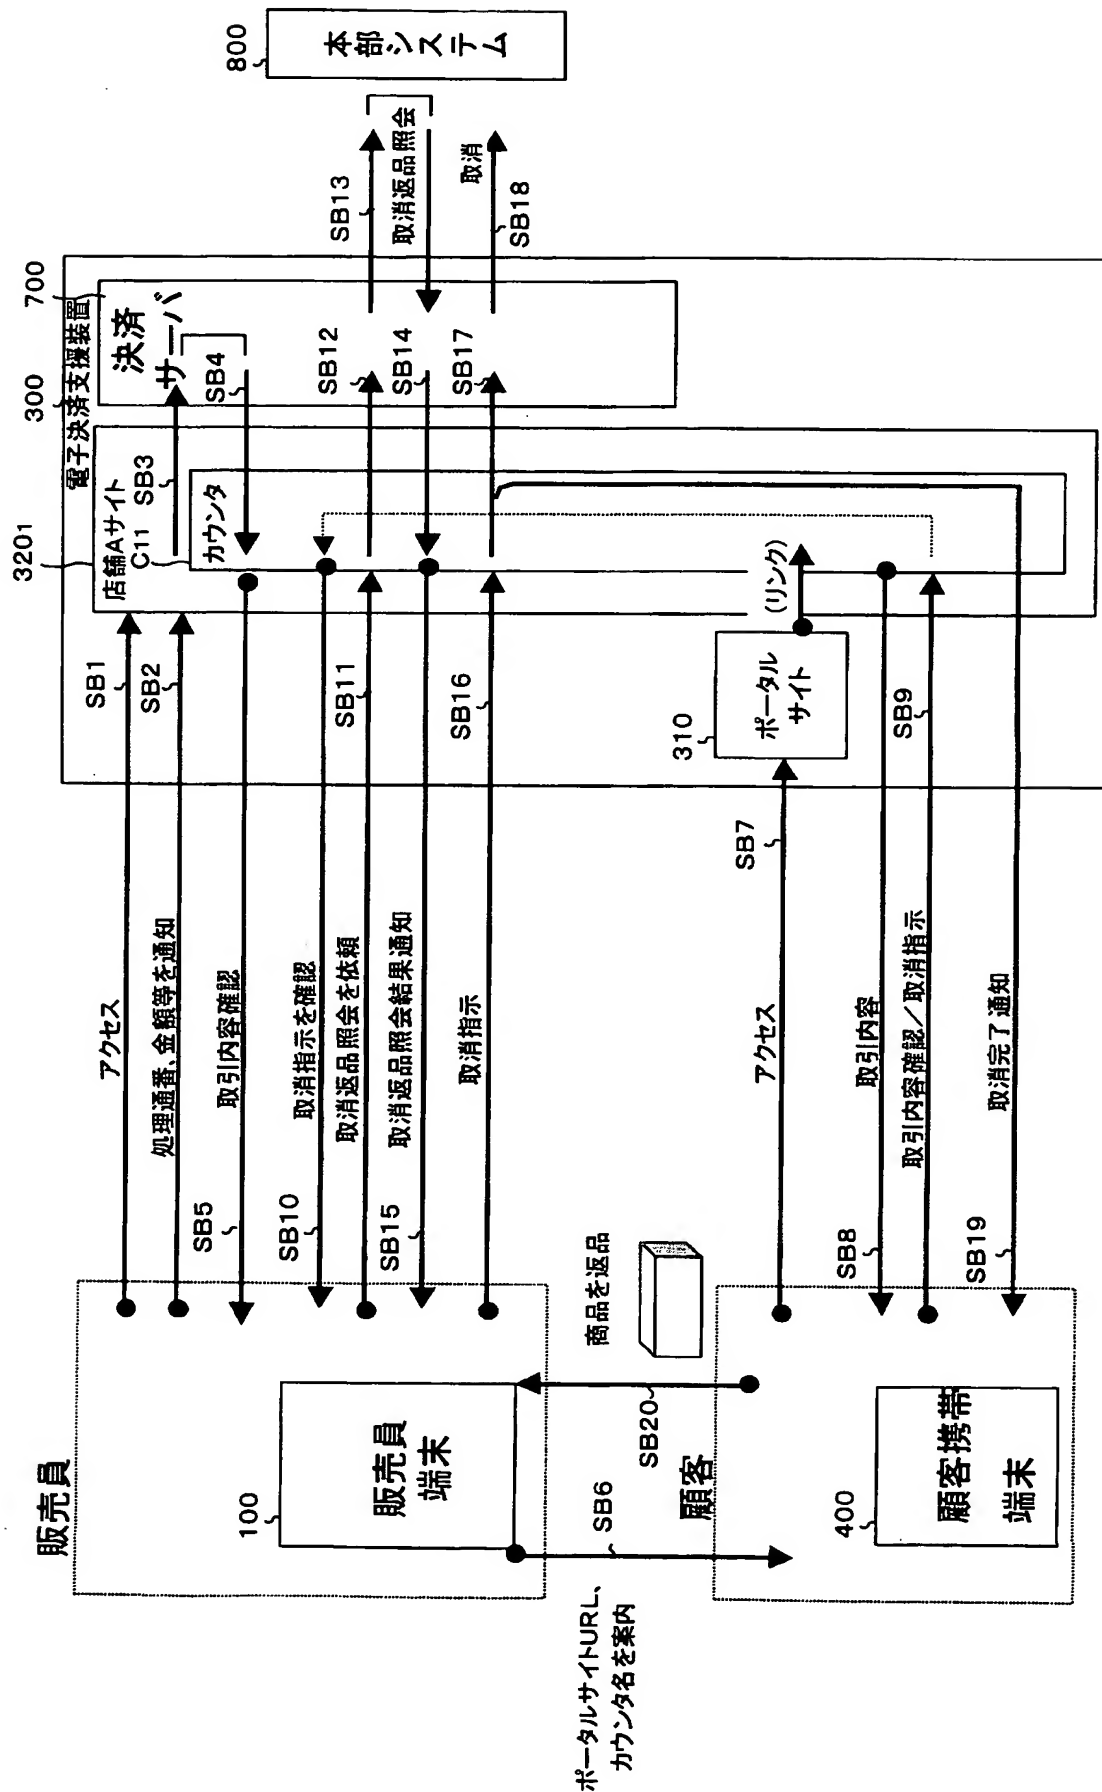 販売員
100
販売員
端末
ポータルサイトURL、
カウンタ名を案内
SB6
SB20
商品を返品
顧客
400
顧客携帯
端末
アクセス
SB1
処理通番、金額等を通知
SB2
SB5
取引内容確認
SB10
取消指示を確認
取消返品照会を依頼
SB11
SB15
取消返品照会結果通知
取消指示
SB16
アクセス
SB7
SB8
取引内容
取引内容確認／取消指示
SB9
SB19
取消完了通知
300
電子決済支援装置
3201
店舗Aサイト
C11
カウンタ
SB3
SB4
700
決済
サーバ
SB12
SB14
SB17
310
ポータル
サイト
(リンク)
SB13
取消返品照会
取消
SB18
800
本部システム